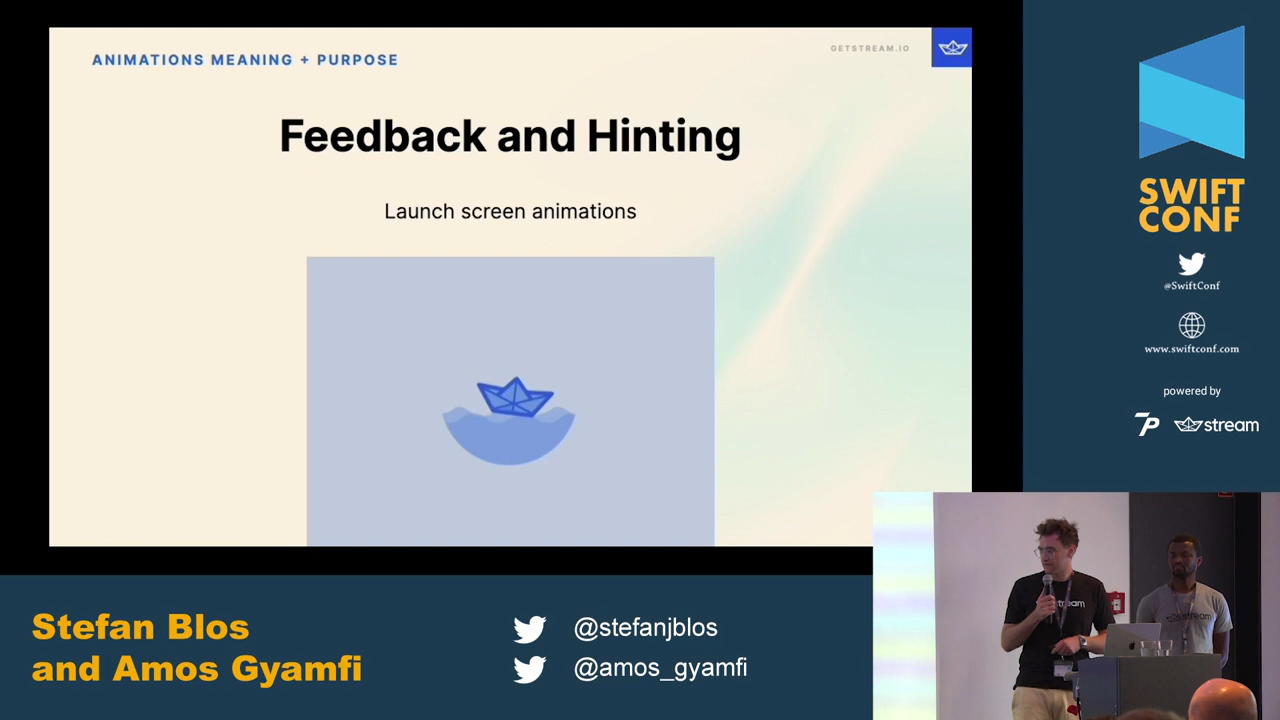 ANIMATIONS MEANING + PURPOSE
GETSTREAM.IO
Feedback and Hinting
Launch screen animations
SWIFT
CONF
@SwiftConf
www.swiftconf.com
powered by
7P
stream
Stefan Blos
and Amos Gyamfi
@stefanjblos
@amos_gyamfi